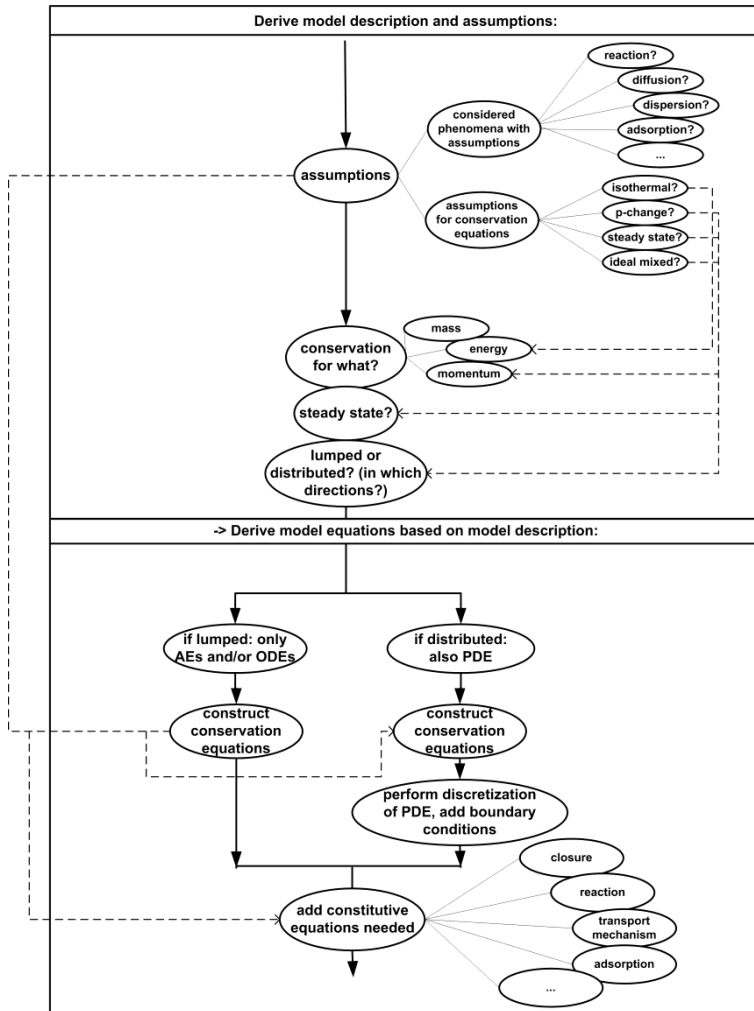 Derive model description and assumptions:
reaction?
diffusion?
dispersion?
considered
phenomena with
assumptions
adsorption?
...
assumptions
isothermal?
assumptions
for conservation
equations
p-change?
steady state?
ideal mixed?
mass
conservation
for what?
energy
momentum
steady state?
lumped or
distributed? (in which
directions?)
-> Derive model equations based on model description:
if lumped: only
AEs and/or ODEs
if distributed:
also PDE
construct
conservation
equations
construct
conservation
equations
perform discretization
of PDE, add boundary
conditions
closure
reaction
add constitutive
equations needed
transport
mechanism
adsorption
...